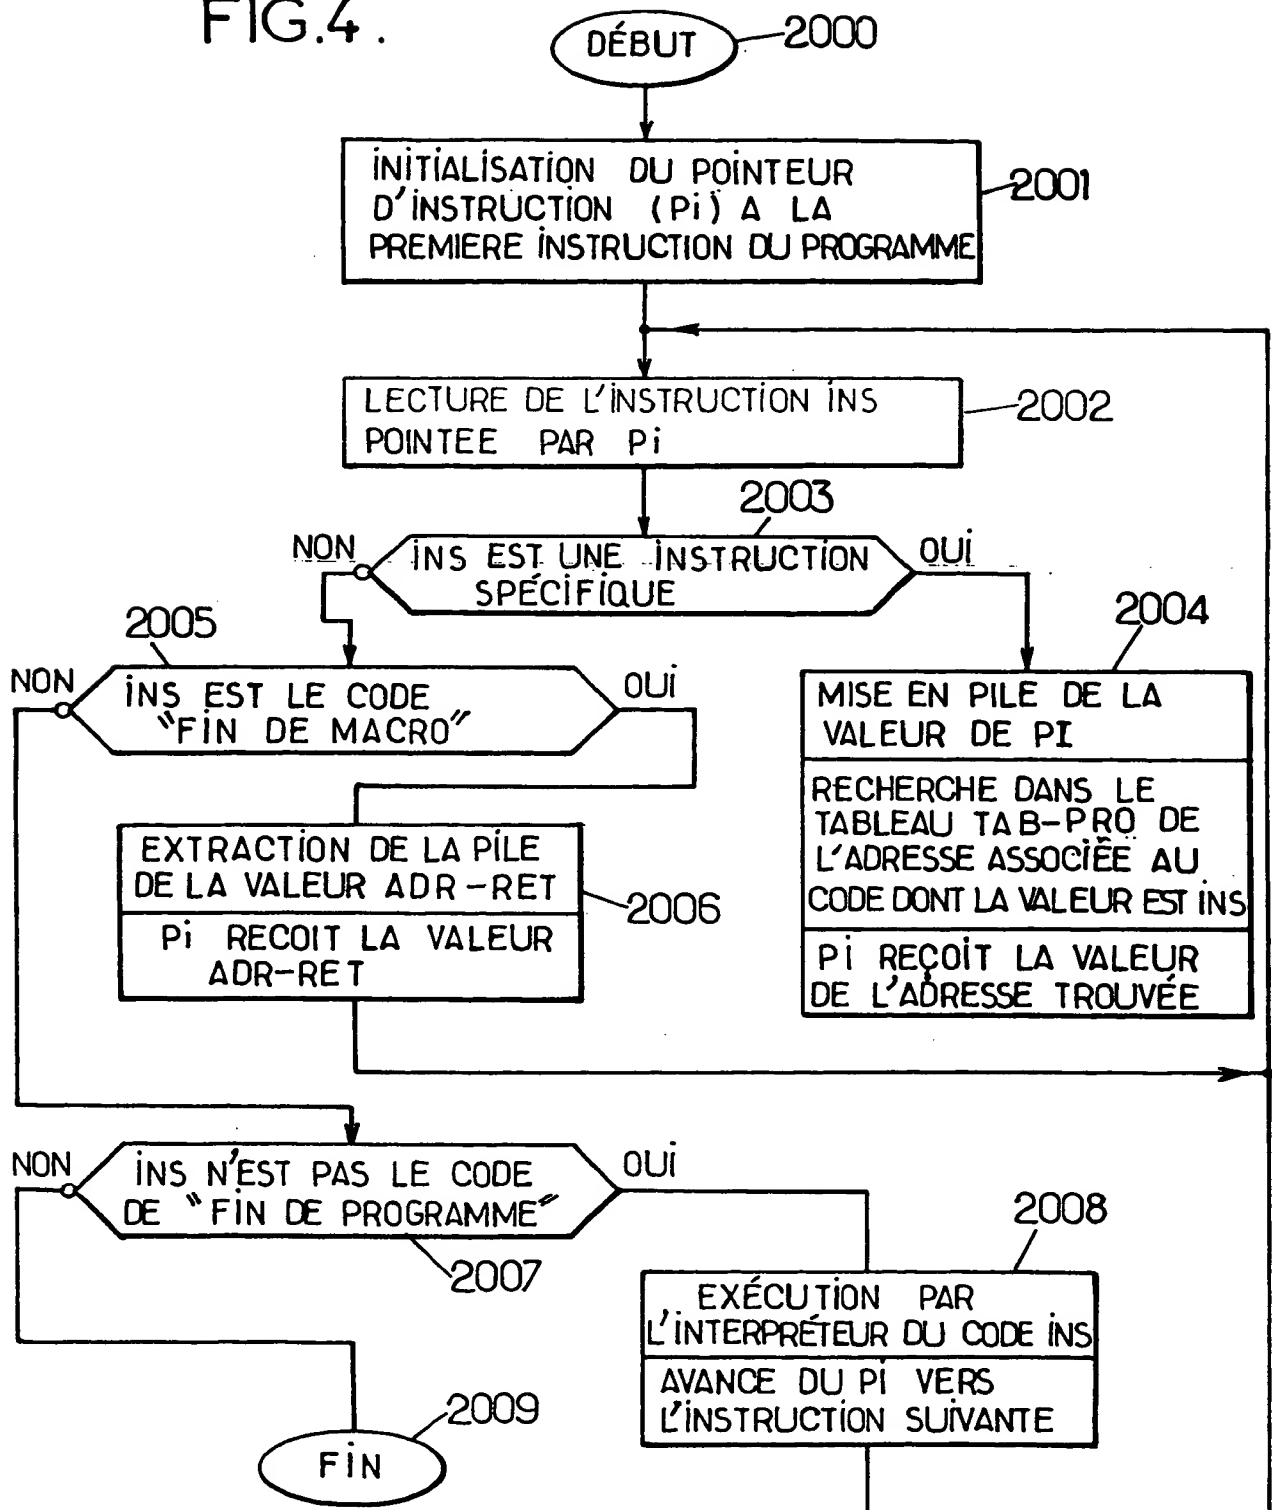 FIG.4.
DÉBUT
2000
INITIALISATION DU POINTEUR
D'INSTRUCTION (Pi) A LA
PREMIERE INSTRUCTION DU PROGRAMME
2001
LECTURE DE L'INSTRUCTION INS
POINTEE PAR Pi
2002
2003
NON
INS EST UNE INSTRUCTION
SPÉCIFIQUE
OUI
2005
2004
NON
INS EST LE CODE
"FIN DE MACRO"
OUI
MISE EN PILE DE LA
VALEUR DE PI
RECHERCHE DANS LE
TABLEAU TAB-PRO DE
L'ADRESSE ASSOCIÉE AU
CODE DONT LA VALEUR EST INS
PI REÇOIT LA VALEUR
DE L'ADRESSE TROUVÉE
EXTRACTION DE LA PILE
DE LA VALEUR ADR-RET
PI RECOIT LA VALEUR
ADR-RET
2006
NON
INS N'EST PAS LE CODE
DE "FIN DE PROGRAMME"
OUI
2007
2008
EXÉCUTION PAR
L'INTERPRÉTEUR DU CODE INS
AVANCE DU PI VERS
L'INSTRUCTION SUIVANTE
2009
FIN